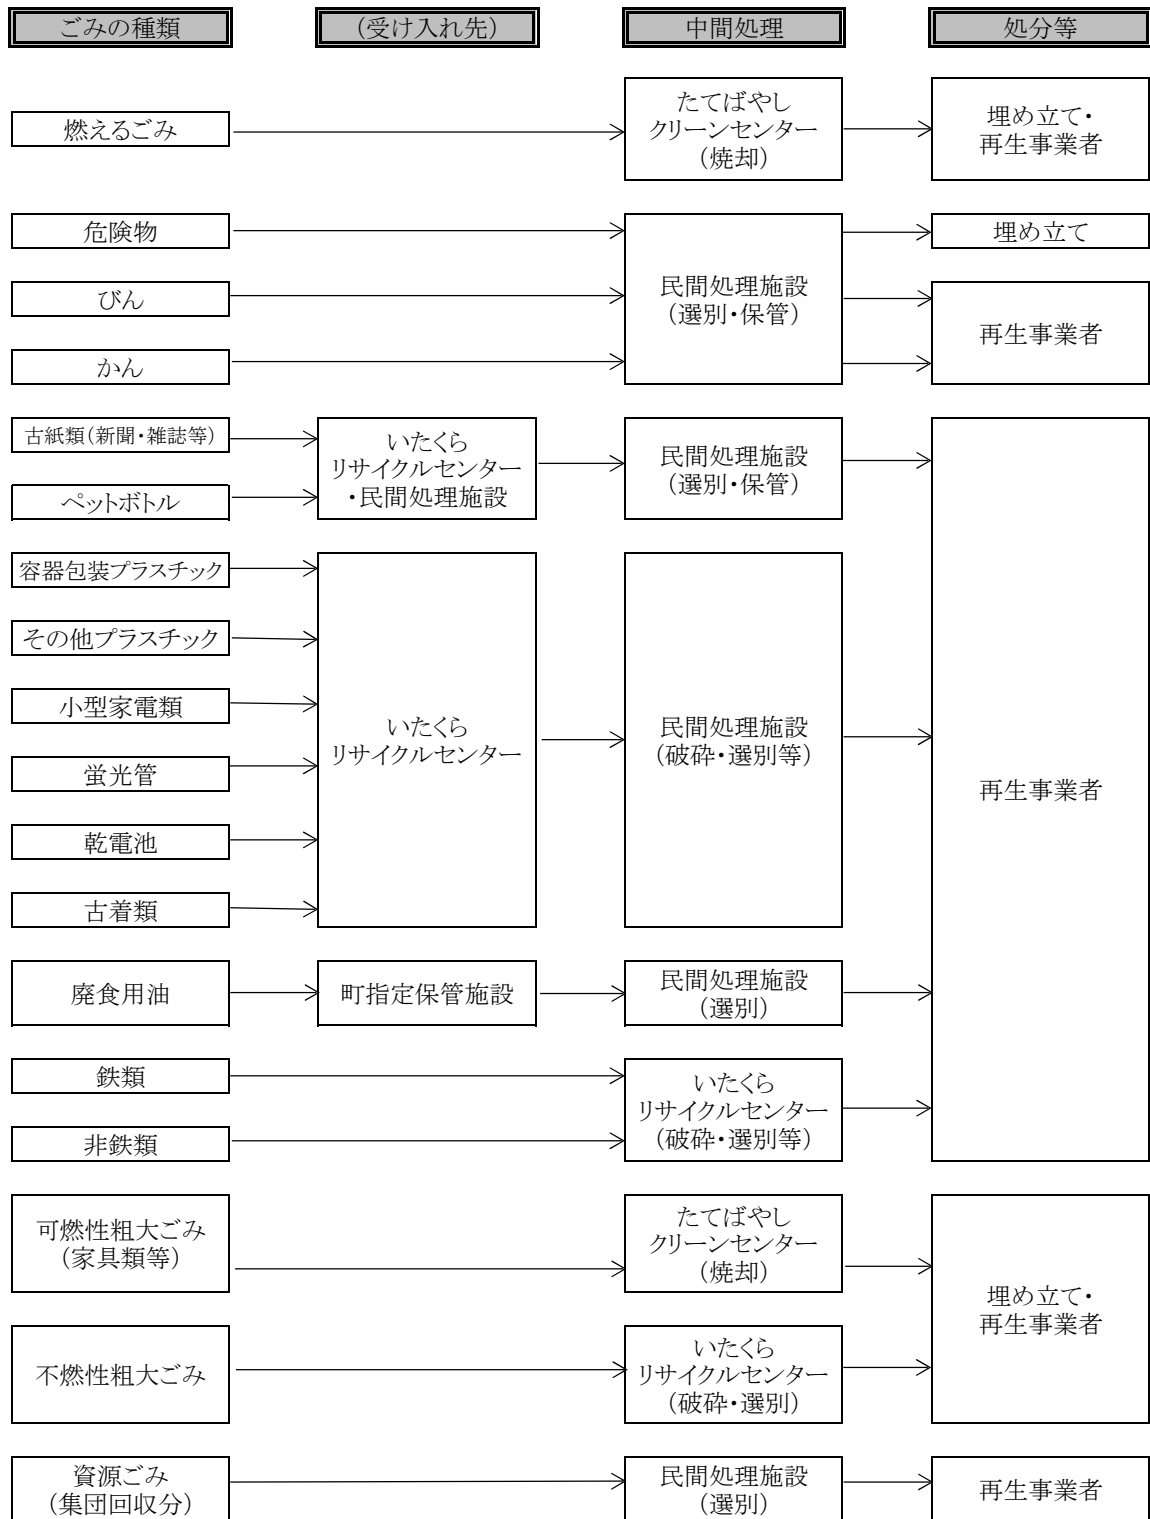 ごみの種類
（受け入れ先）
中間処理
処分等
燃えるごみ
たてばやし
クリーンセンター
（焼却）
埋め立て・
再生事業者
危険物
びん
かん
民間処理施設
（選別・保管）
埋め立て
再生事業者
古紙類（新聞・雑誌等）
ペットボトル
いたくら
リサイクルセンター
・民間処理施設
民間処理施設
（選別・保管）
容器包装プラスチック
その他プラスチック
小型家電類
蛍光管
乾電池
古着類
いたくら
リサイクルセンター
民間処理施設
（破砕・選別等）
再生事業者
廃食用油
町指定保管施設
民間処理施設
（選別）
鉄類
非鉄類
いたくら
リサイクルセンター
（破砕・選別等）
可燃性粗大ごみ
（家具類等）
たてばやし
クリーンセンター
（焼却）
埋め立て・
再生事業者
不燃性粗大ごみ
いたくら
リサイクルセンター
（破砕・選別）
資源ごみ
（集団回収分）
民間処理施設
（選別）
再生事業者